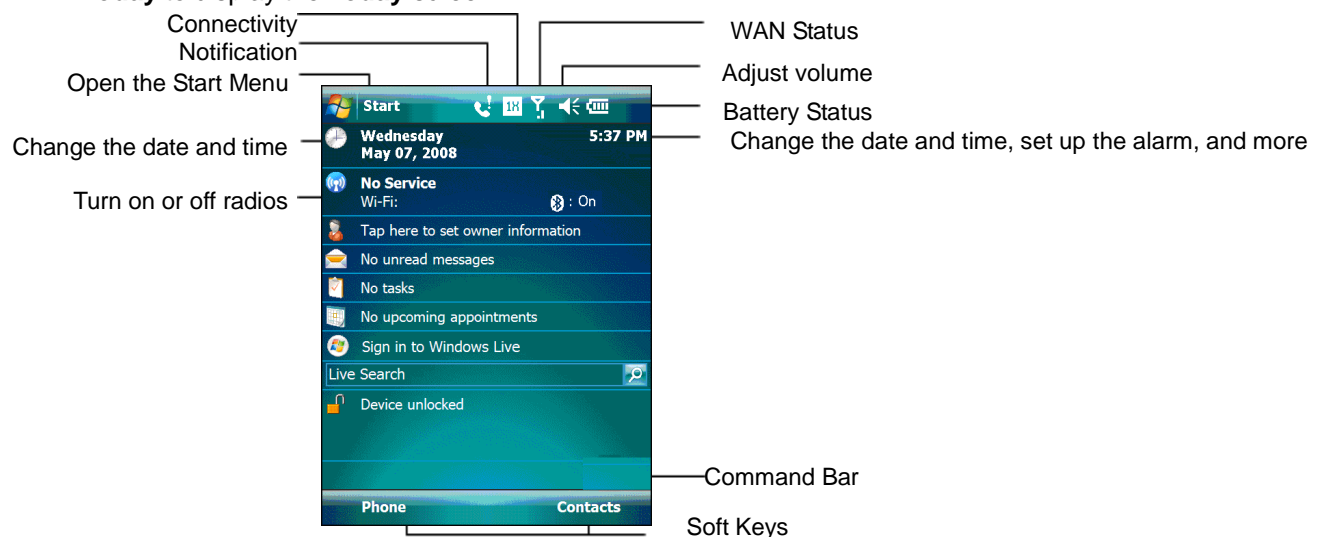 Connectivity
Notification
Open the Start Menu
Change the date and time
Turn on or off radios
WAN Status
Adjust volume
Battery Status
Change the date and time, set up the alarm, and more
Start
1X
Wednesday 5:37 PM
May 07, 2008
No Service
Wi-Fi: : On
Tap here to set owner information
No unread messages
No tasks
No upcoming appointments
Sign in to Windows Live
Live Search
Device unlocked
Command Bar
Phone Contacts
Soft Keys